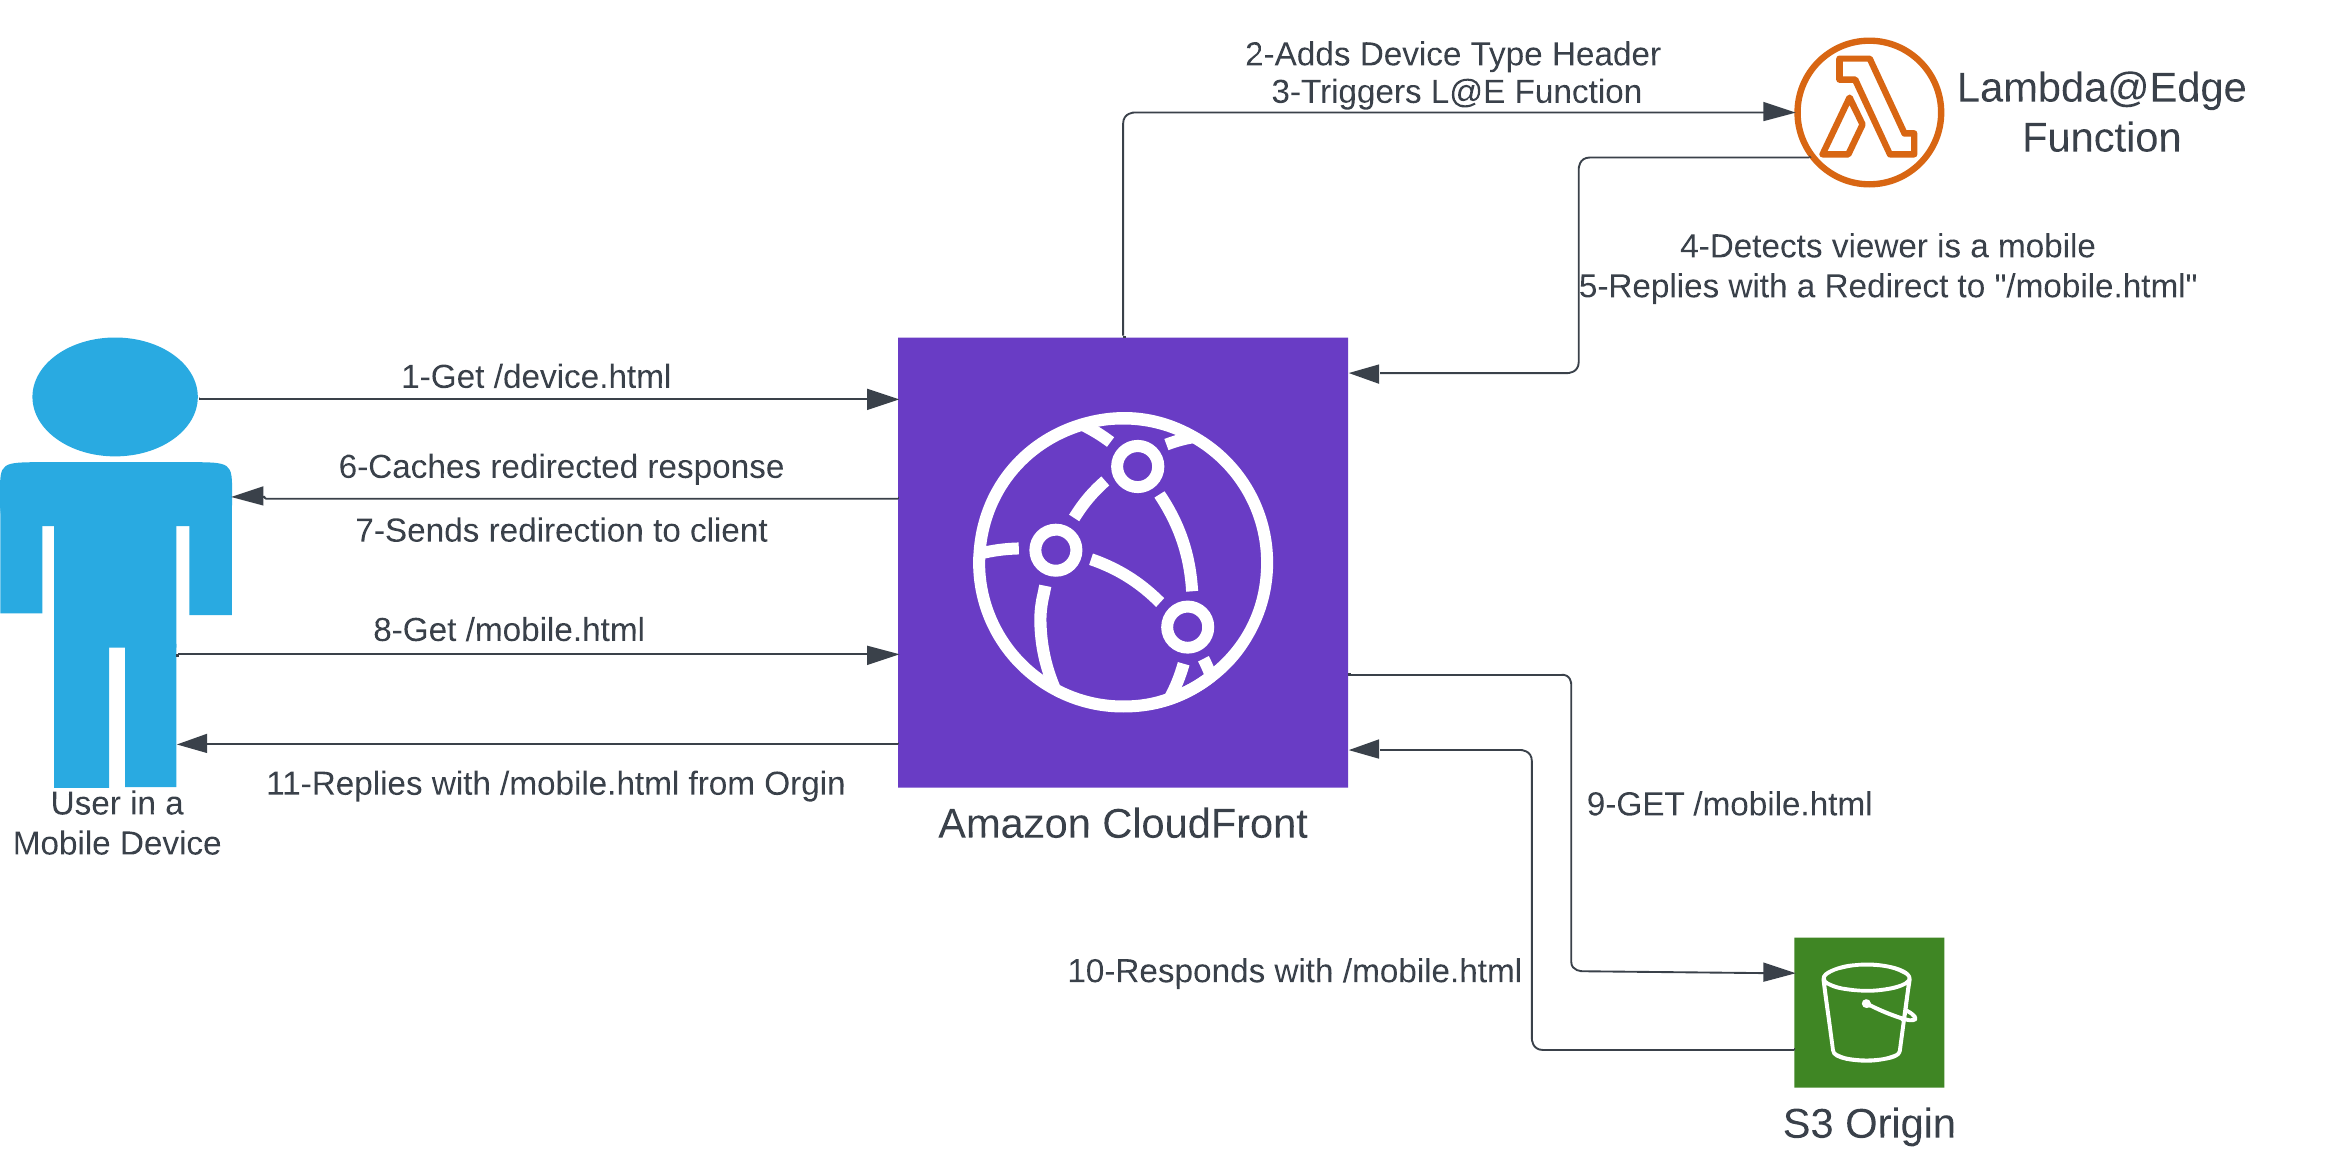 2-Adds Device Type Header
3-Triggers L@E Function
Lambda@Edge
Function
4-Detects viewer is a mobile
5-Replies with a Redirect to "/mobile.html"
1-Get /device.html
6-Caches redirected response
7-Sends redirection to client
8-Get /mobile.html
11-Replies with /mobile.html from Orgin
User in a
Mobile Device
Amazon CloudFront
9-GET /mobile.html
10-Responds with /mobile.html
S3 Origin